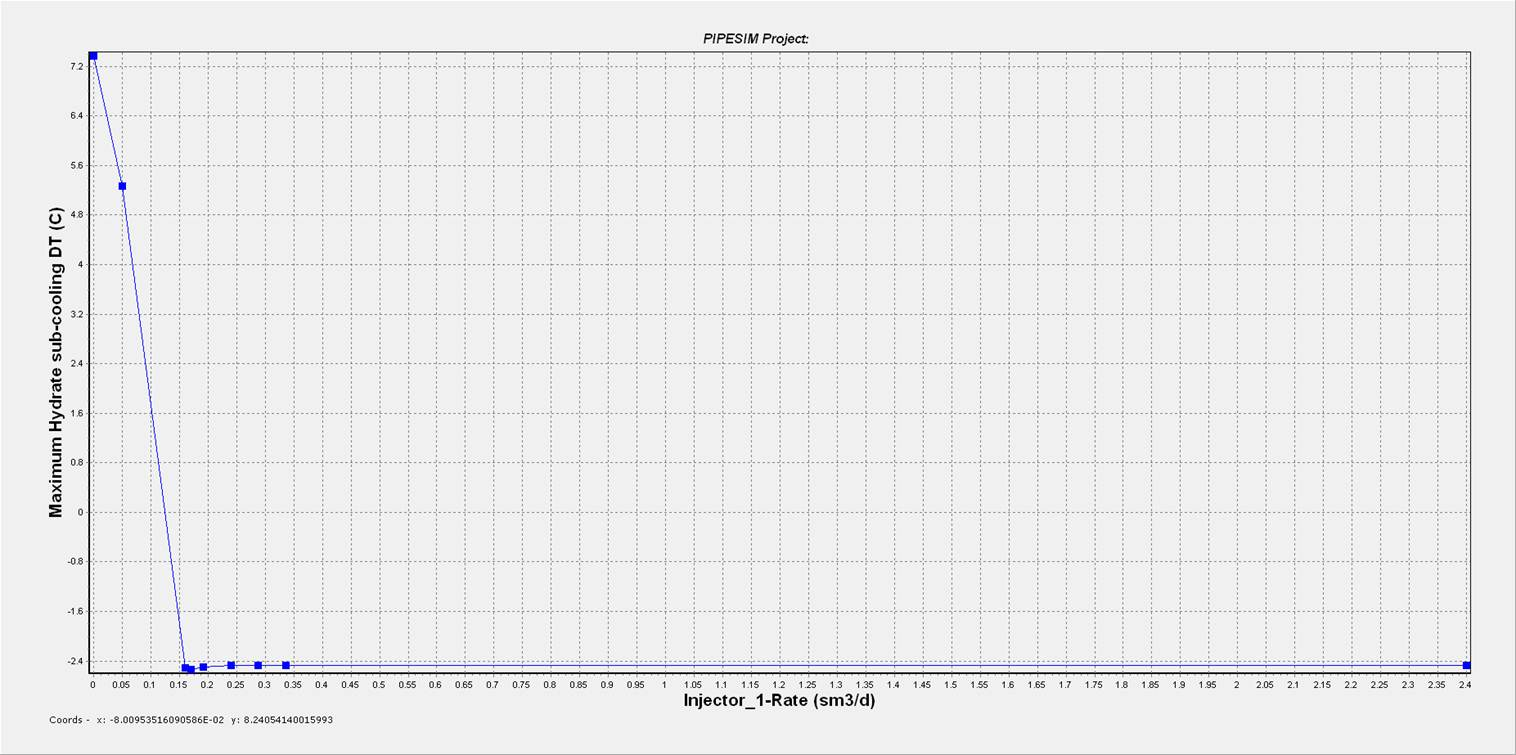 PIPESIM Project:
Maximum Hydrate sub-cooling DT (C)
7.2
6.4
5.6
4.8
4
3.2
2.4
1.6
0.8
0
-0.8
-1.6
-2.4
0 0.05 0.1 0.15 0.2 0.25 0.3 0.35 0.4 0.45 0.5 0.55 0.6 0.65 0.7 0.75 0.8 0.85 0.9 0.95 1 1.05 1.1 1.15 1.2 1.25 1.3 1.35 1.4 1.45 1.5 1.55 1.6 1.65 1.7 1.75 1.8 1.85 1.9 1.95 2 2.05 2.1 2.15 2.2 2.25 2.3 2.35 2.4
Injector_1-Rate (sm3/d)
Coords - x: -8.00953516090586E-02 y: 8.24054140015993